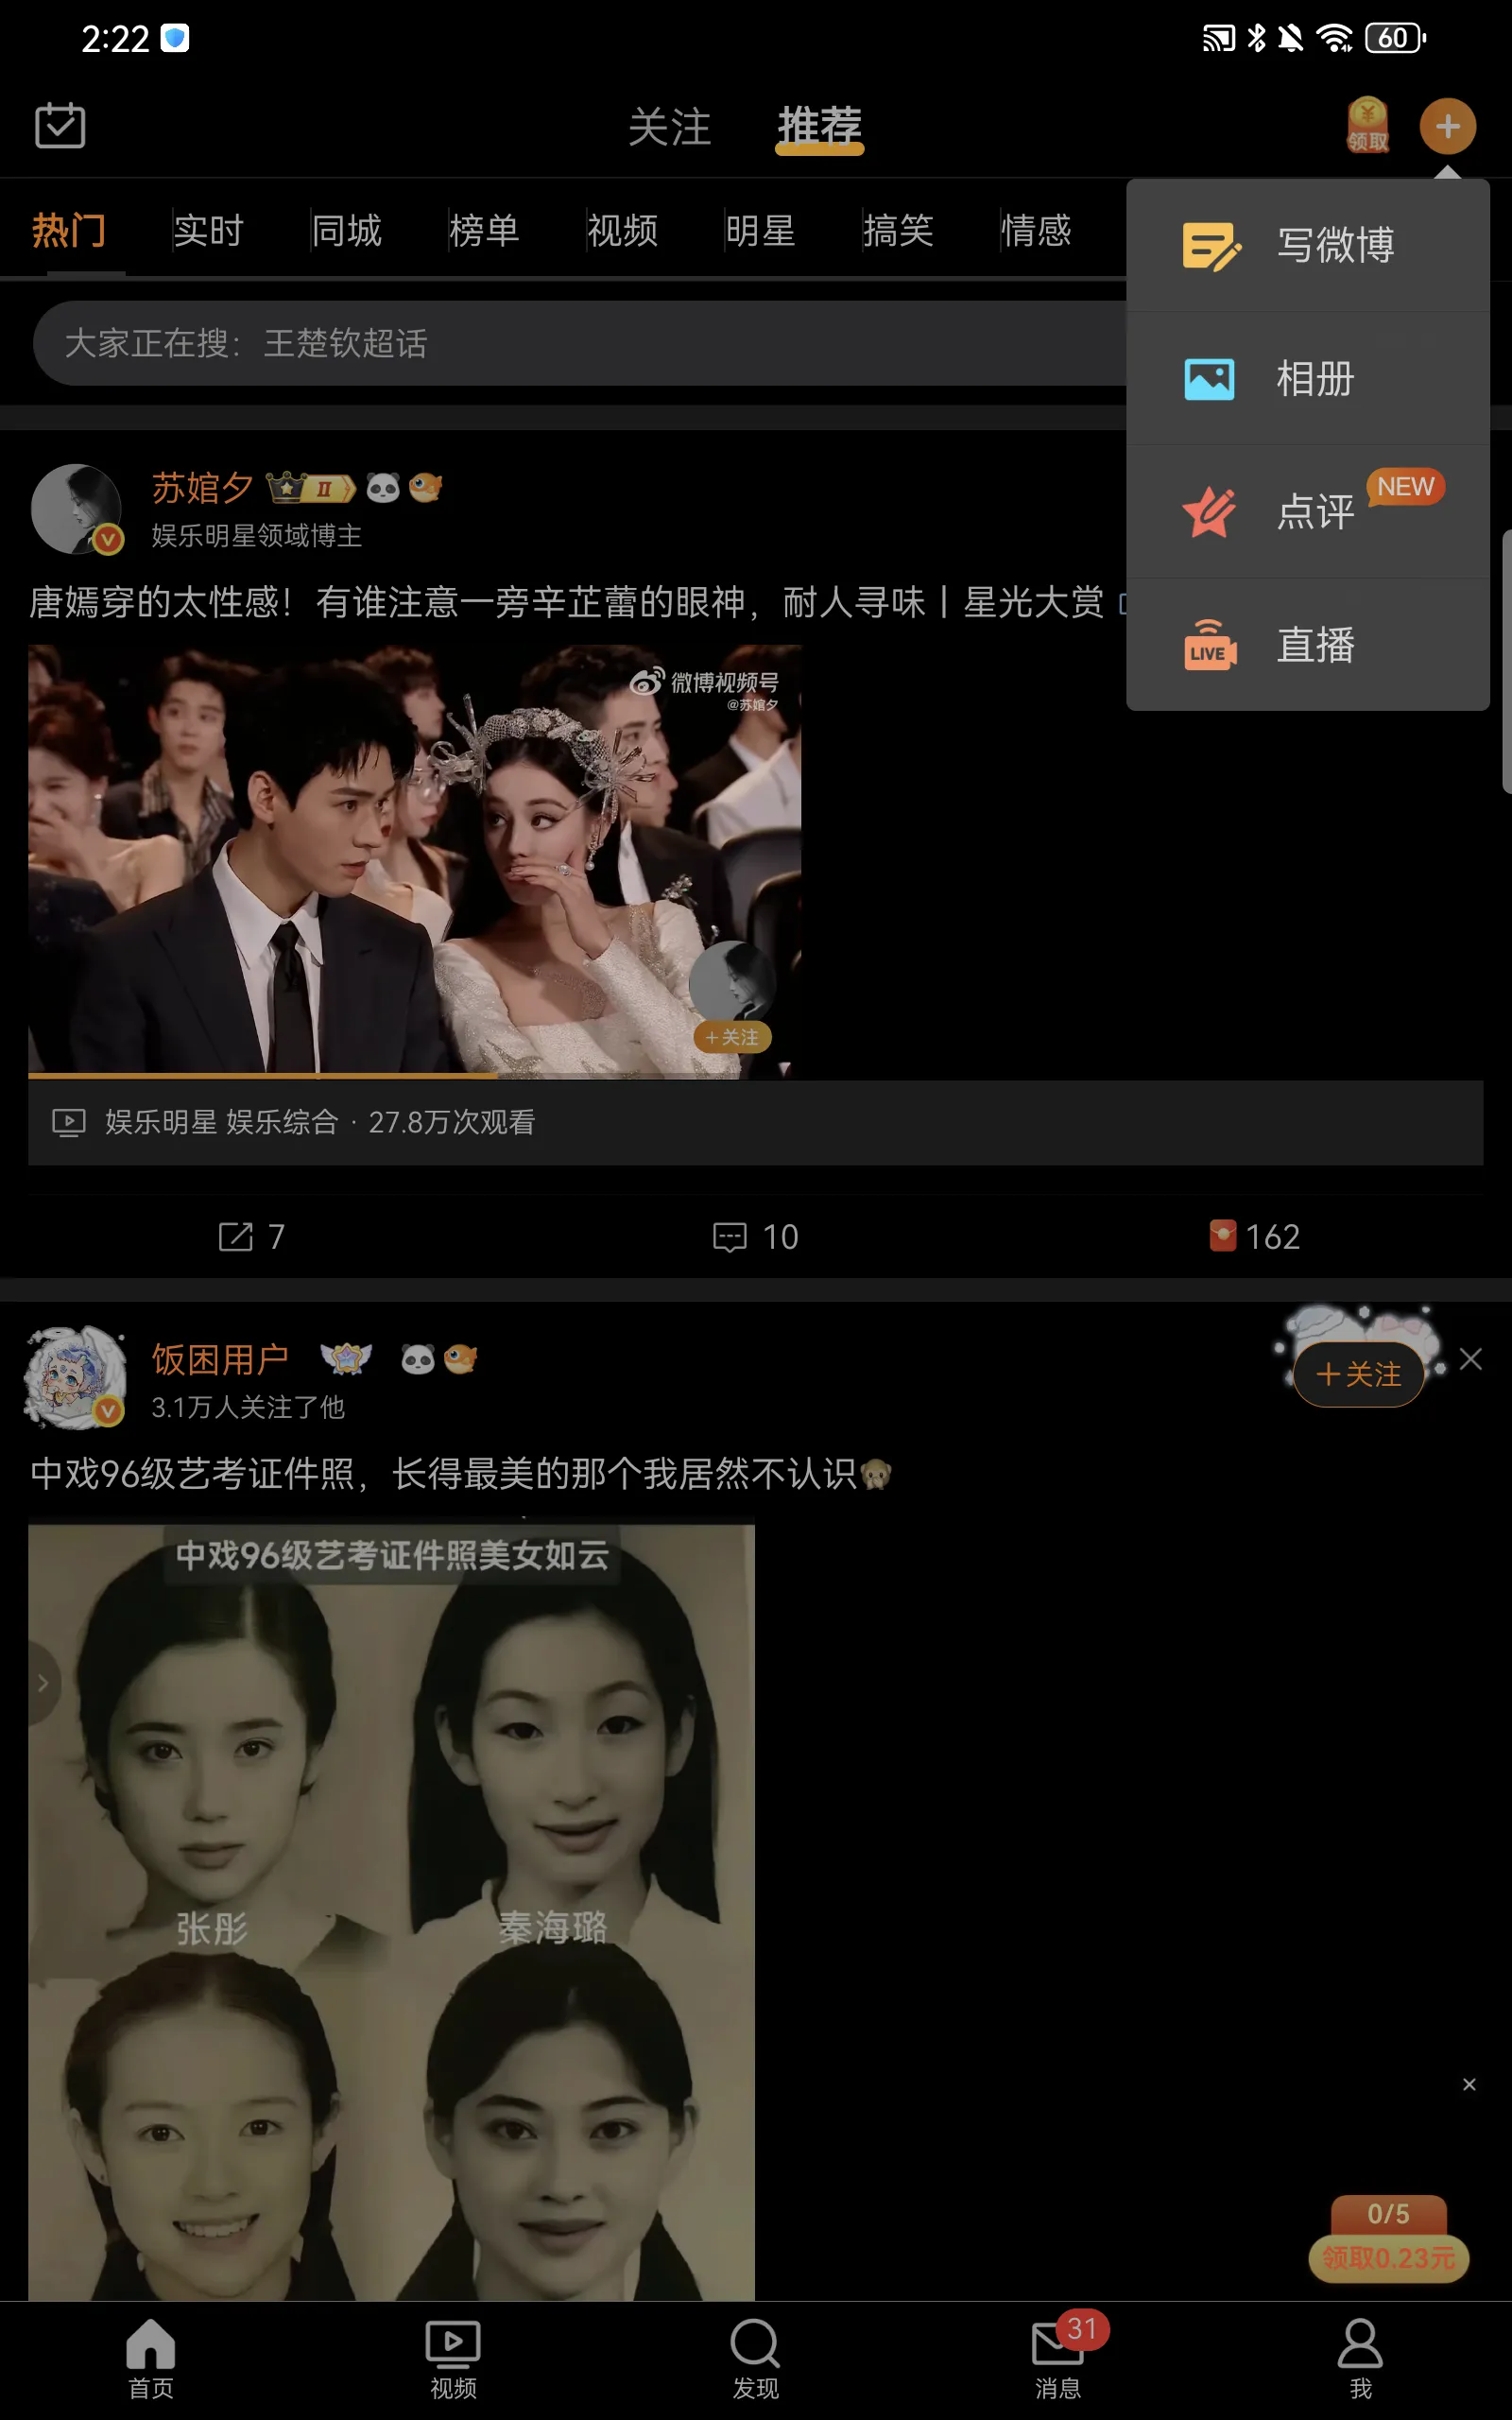 2:22
60
关注
推荐
领取
热门
实时
同城
榜单
视频
明星
搞笑
情感
写微博
相册
点评
NEW
直播
LIVE
大家正在搜：王楚钦超话
苏婠夕
II
娱乐明星领域博主
唐嫣穿的太性感！有谁注意一旁辛芷蕾的眼神，耐人寻味丨星光大赏
微博视频号
@苏婠夕
+关注
娱乐明星 娱乐综合 · 27.8万次观看
7
10
162
饭困用户
3.1万人关注了他
+关注
中戏96级艺考证件照，长得最美的那个我居然不认识🙊
中戏96级艺考证件照美女如云
张彤
秦海璐
0/5
领取0.23元
首页
视频
发现
31
消息
我